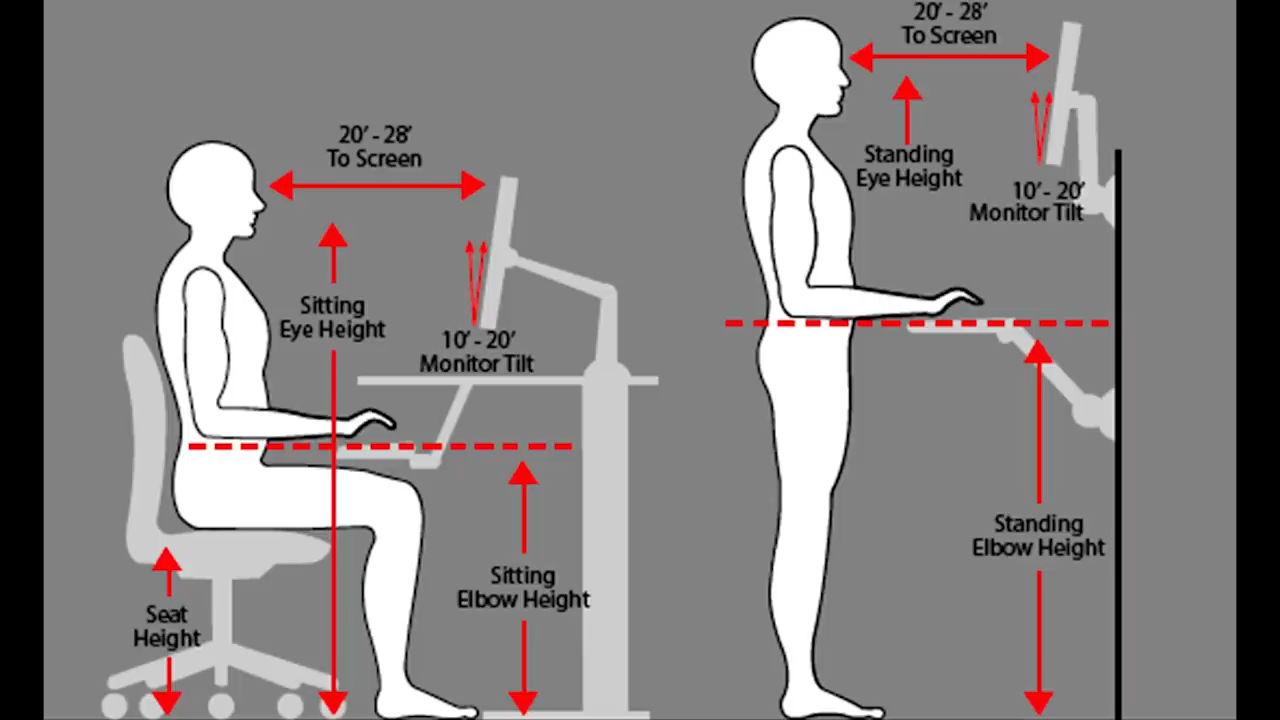 20' - 28'
To Screen
Sitting
Eye Height
10' - 20'
Monitor Tilt
Sitting
Elbow Height
Seat
Height
20' - 28'
To Screen
Standing
Eye Height
10' - 20'
Monitor Tilt
Standing
Elbow Height